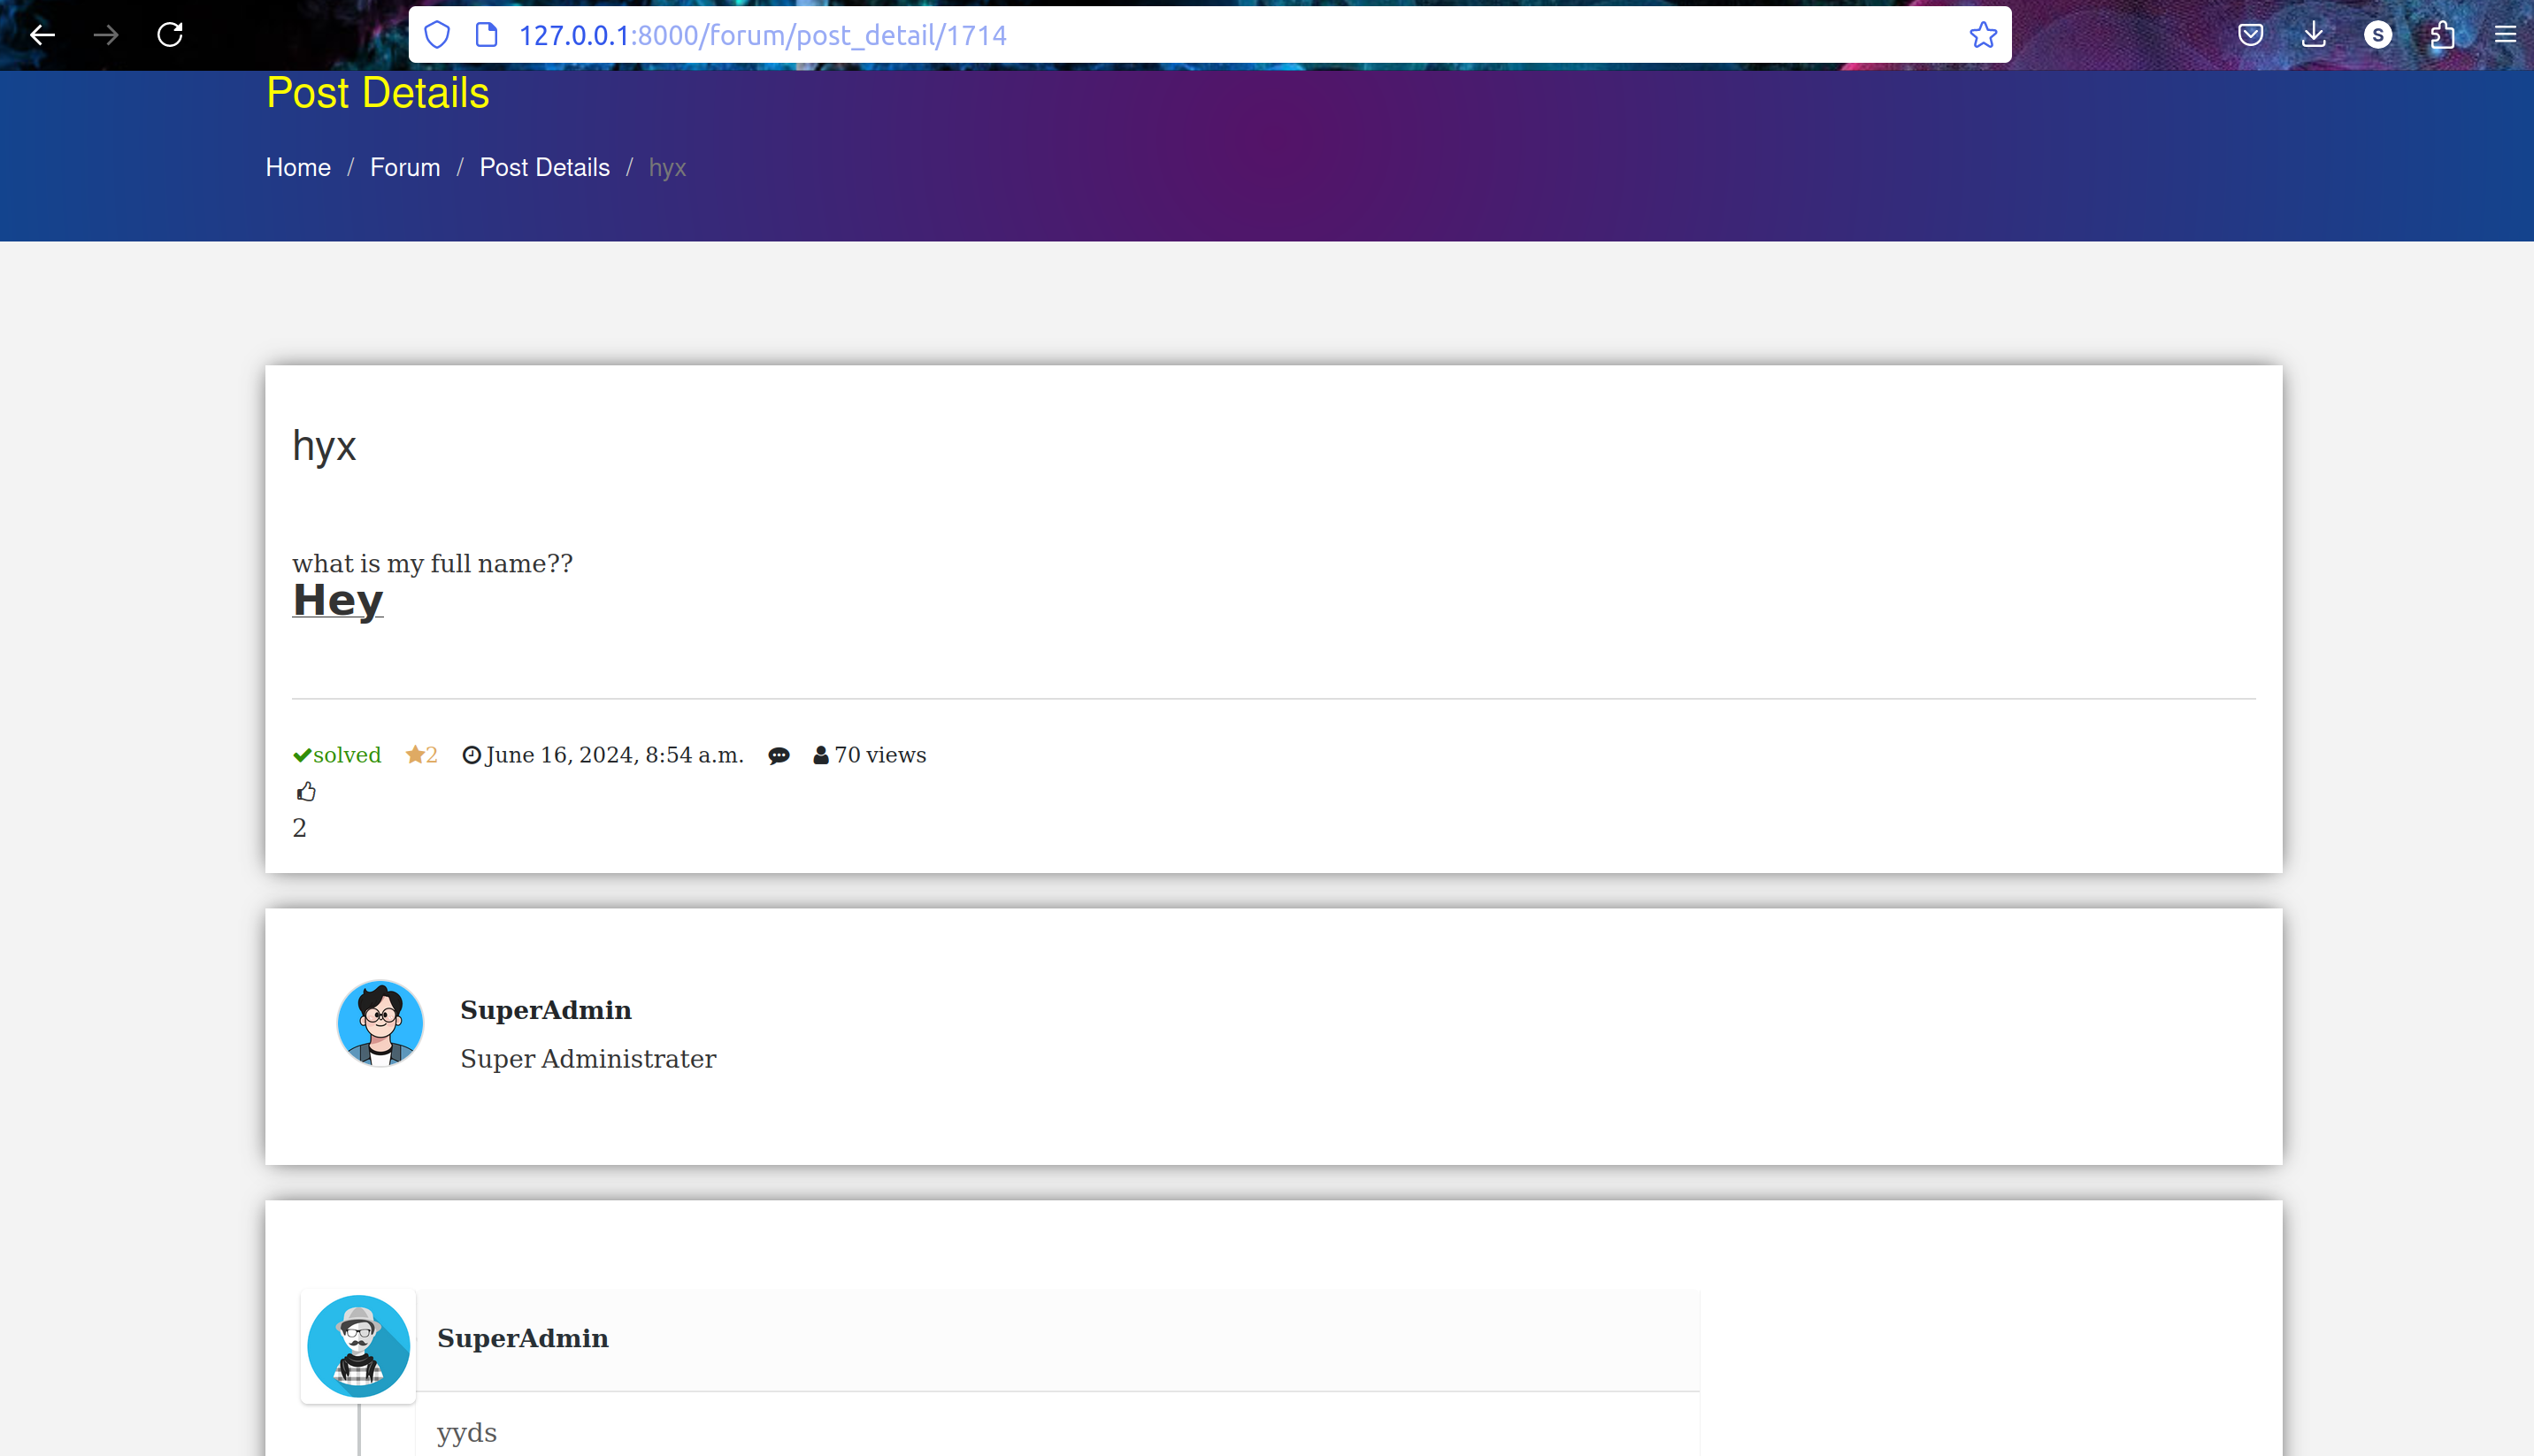 127.0.0.1:8000/forum/post_detail/1714
S
Post Details
Home / Forum / Post Details / hyx
hyx
what is my full name??
Hey
solved 2 June 16, 2024, 8:54 a.m. 70 views
2
SuperAdmin
Super Administrater
SuperAdmin
yyds